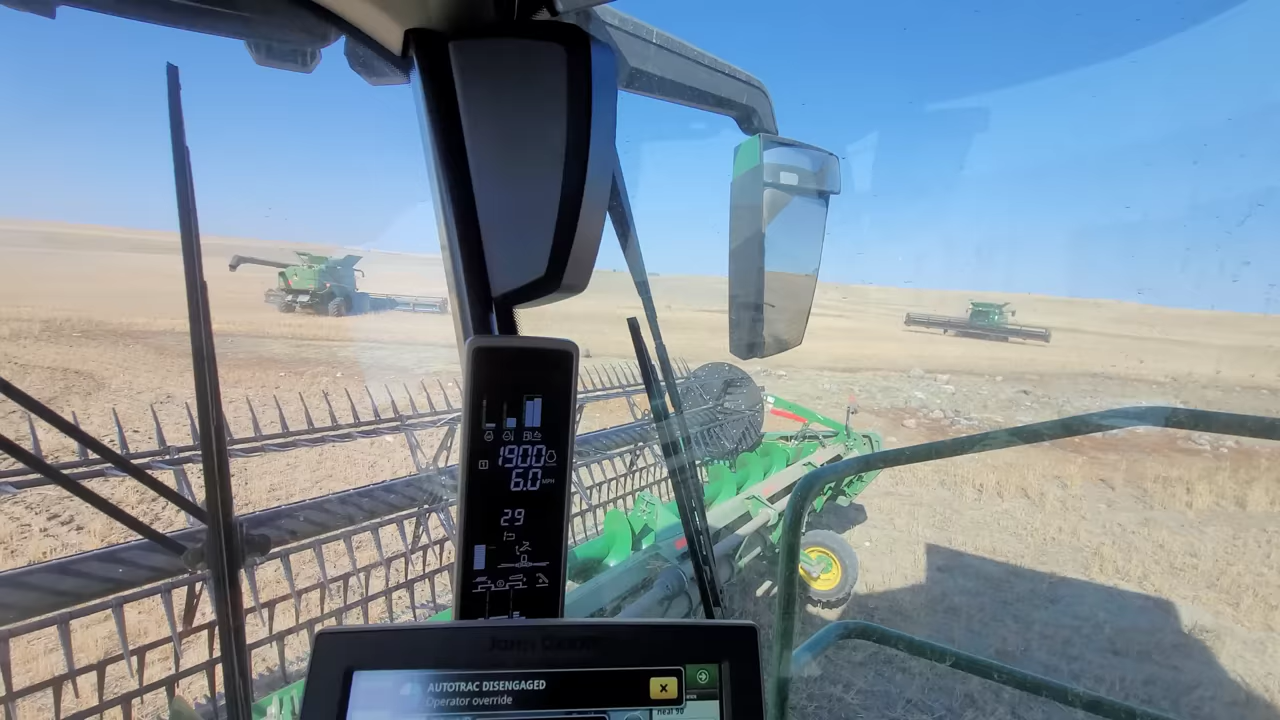 1900
6.0 MPH
29
JOHN DEERE
AUTOTRAC DISENGAGED
Operator override